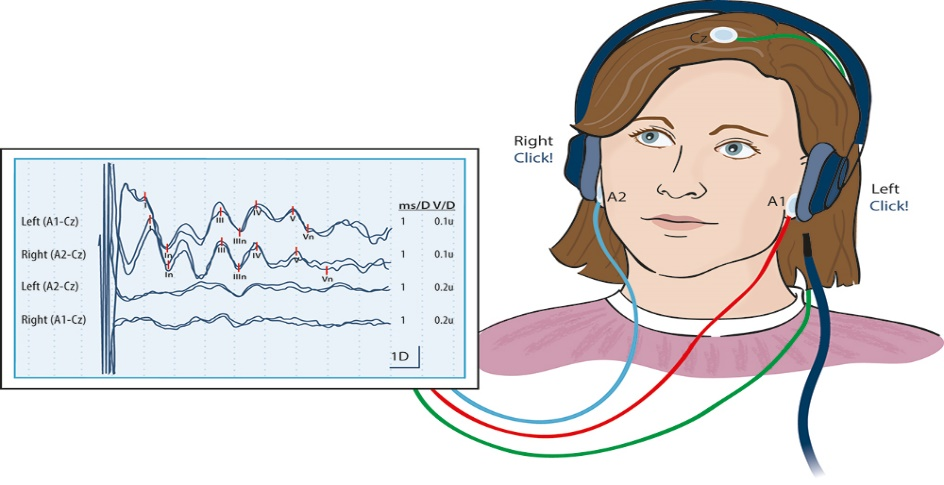 Cz
Right
Click!
A2
A1
Left
Click!
ms/D V/D
Left (A1-Cz)
I
In
III
IIIn
IV
V
Vn
1
0.1u
Right (A2-Cz)
In
III
IIIn
IV
V
Vn
1
0.1u
Left (A2-Cz)
1
0.2u
Right (A1-Cz)
1
0.2u
1D